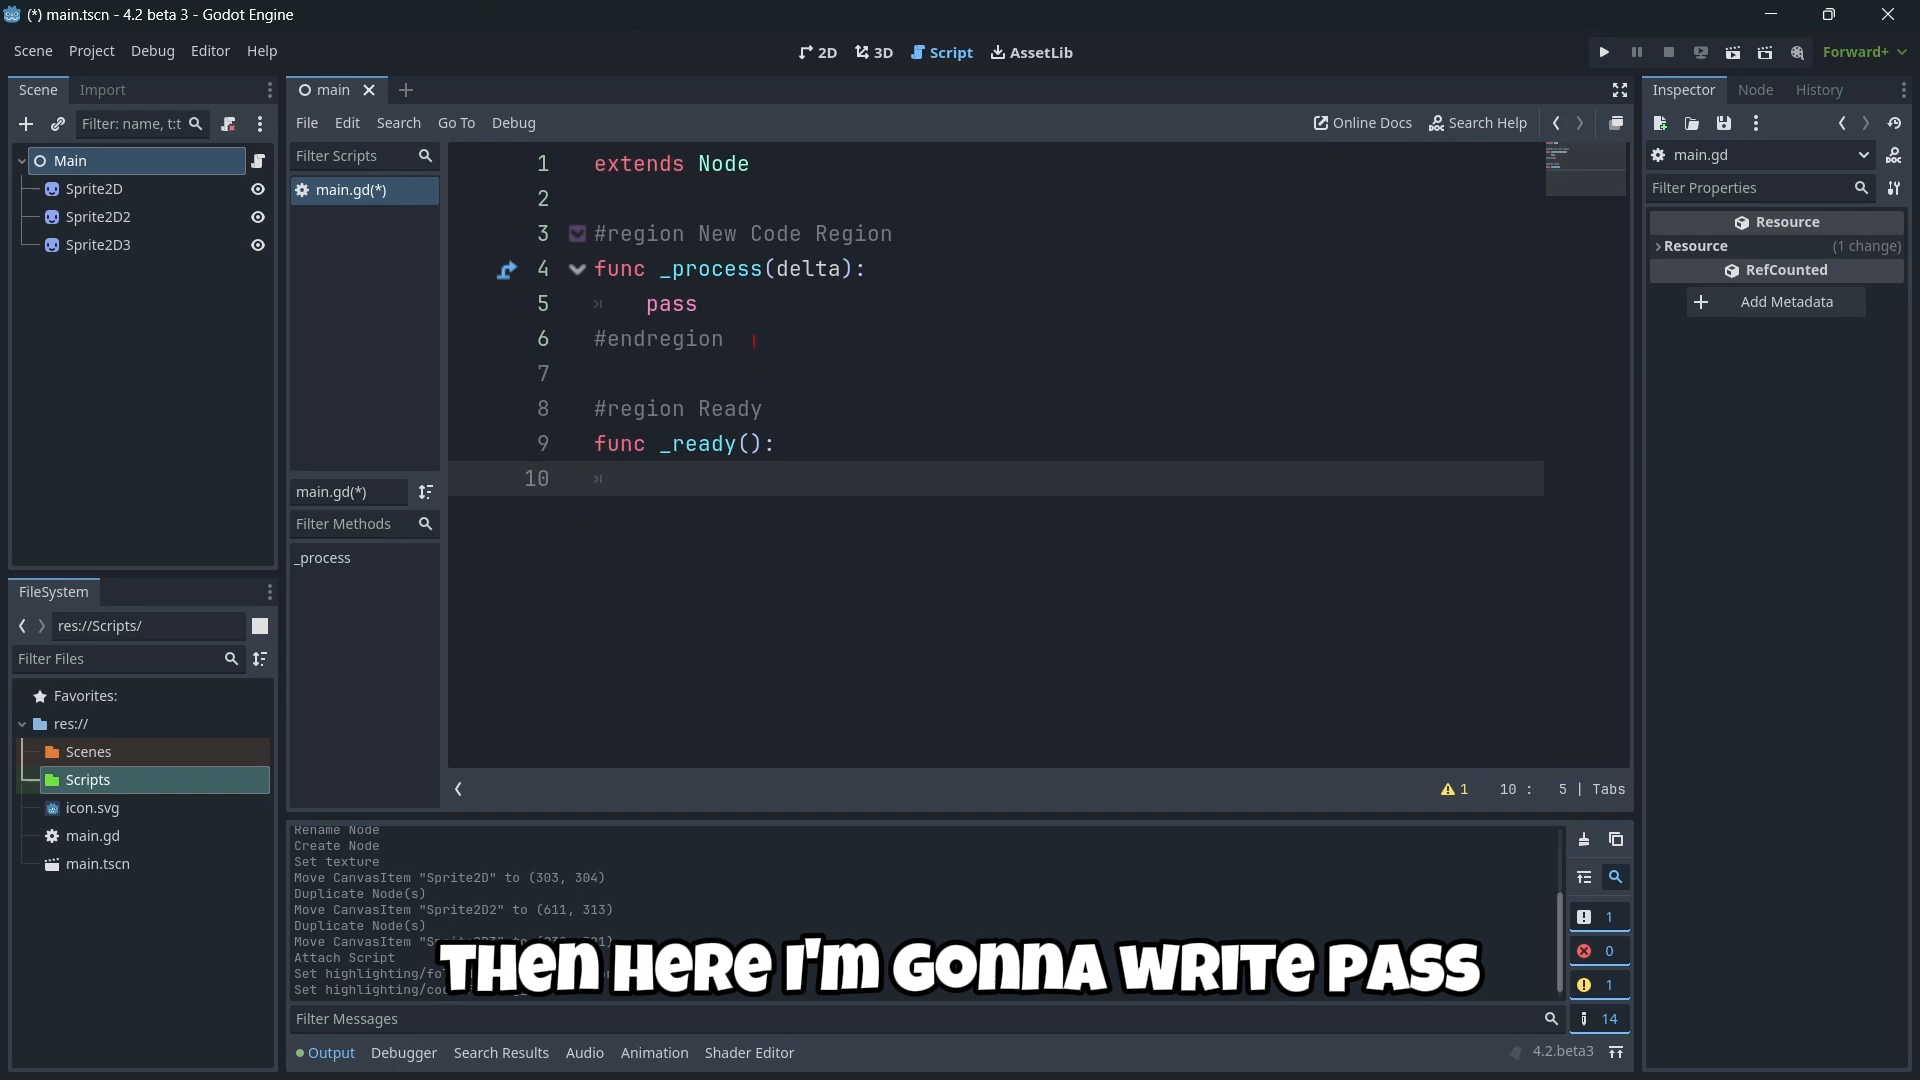 (*) main.tscn - 4.2 beta 3 - Godot Engine
Scene Project Debug Editor Help
2D 3D Script AssetLib
Forward+
Scene Import
main
Inspector Node History
Filter: name, t:t
File Edit Search Go To Debug
Online Docs Search Help
Main
Sprite2D
Sprite2D2
Sprite2D3
Filter Scripts
main.gd(*)
main.gd(*)
Filter Methods
_process
1 extends Node
2
3 #region New Code Region
4 func _process(delta):
5 pass
6 #endregion
7
8 #region Ready
9 func _ready():
10
1 10 : 5 | Tabs
main.gd
Filter Properties
Resource
Resource (1 change)
RefCounted
Add Metadata
FileSystem
res://Scripts/
Filter Files
Favorites:
res://
Scenes
Scripts
icon.svg
main.gd
main.tscn
Rename Node
Create Node
Set texture
Move CanvasItem "Sprite2D" to (303, 304)
Duplicate Node(s)
Move CanvasItem "Sprite2D2" to (611, 313)
Duplicate Node(s)
Move CanvasItem
Attach Script
Set
Set
THEN HERE I'M GONNA WRITE PASS
1
0
1
14
Filter Messages
Output Debugger Search Results Audio Animation Shader Editor
4.2.beta3